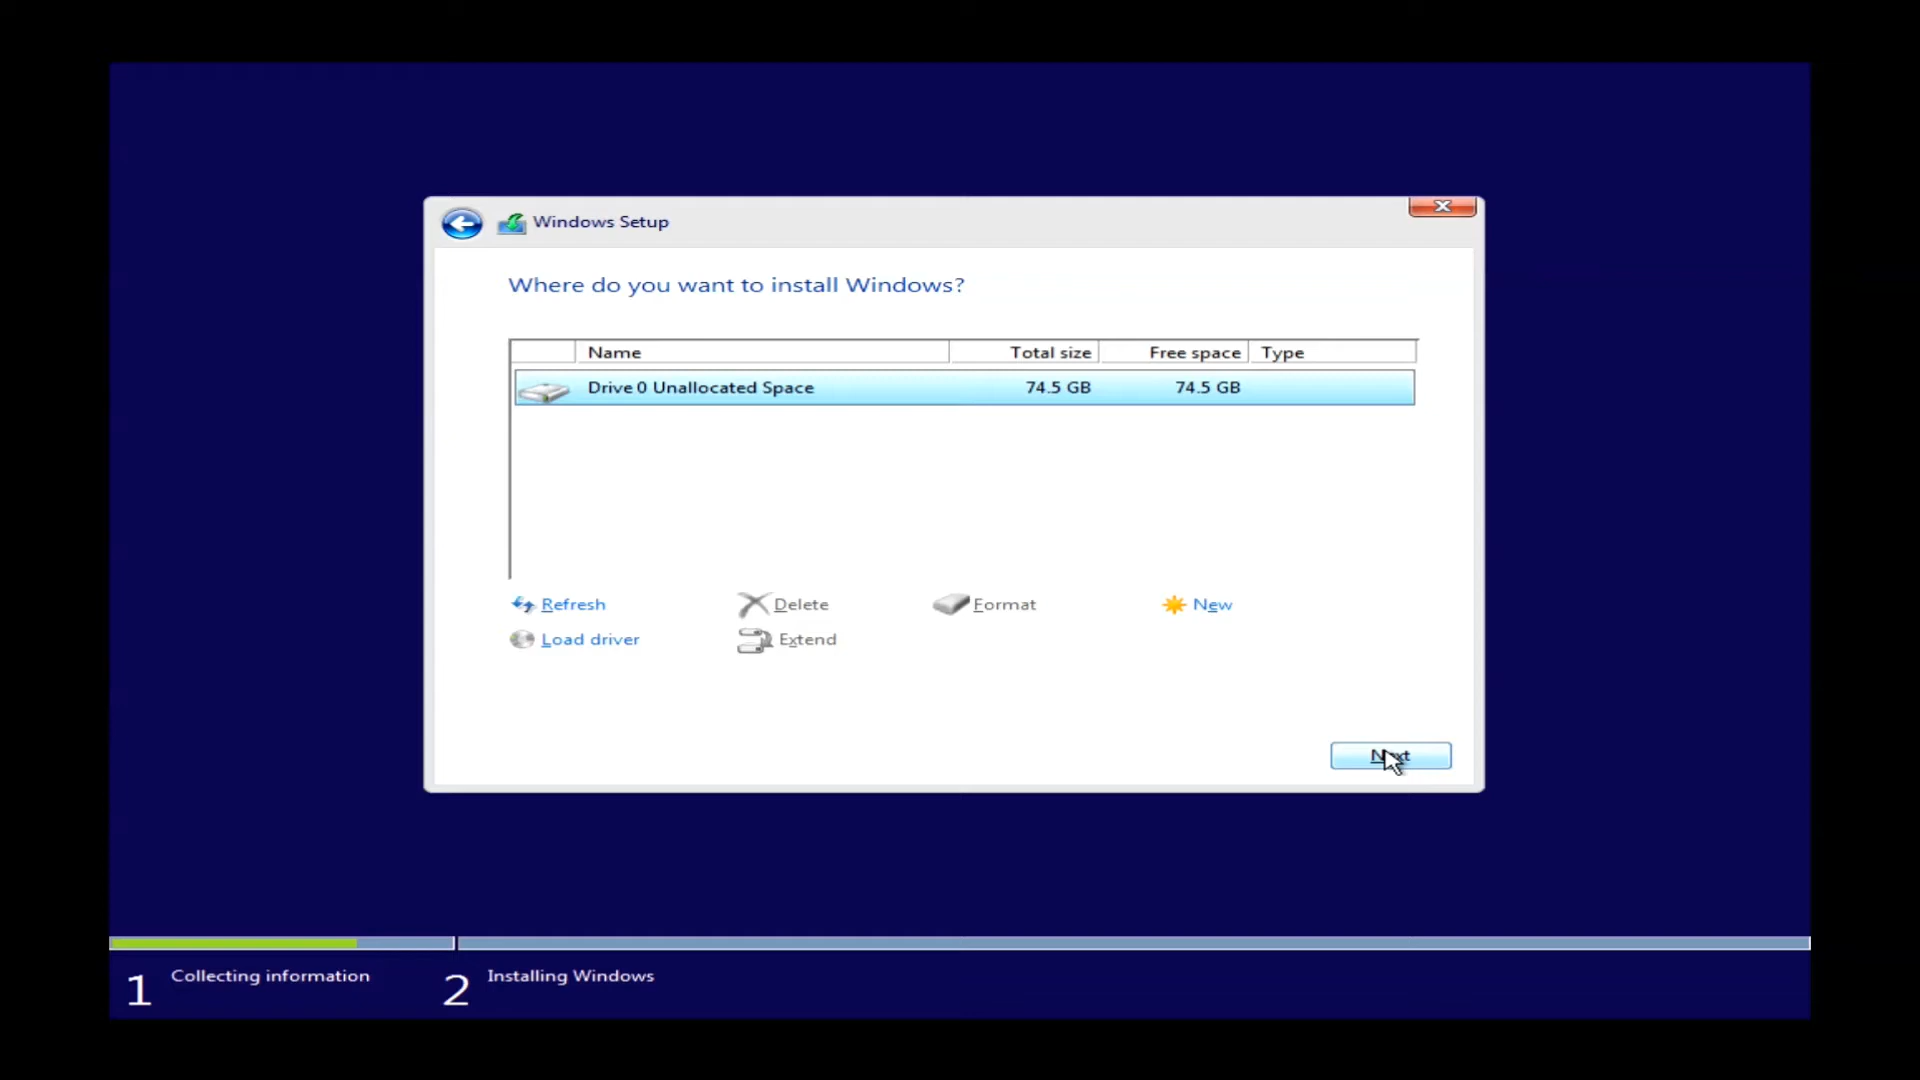 Windows Setup
Where do you want to install Windows?
Name Total size Free space Type
Drive 0 Unallocated Space 74.5 GB 74.5 GB
Refresh Delete Format New
Load driver Extend
Next
1 Collecting information 2 Installing Windows